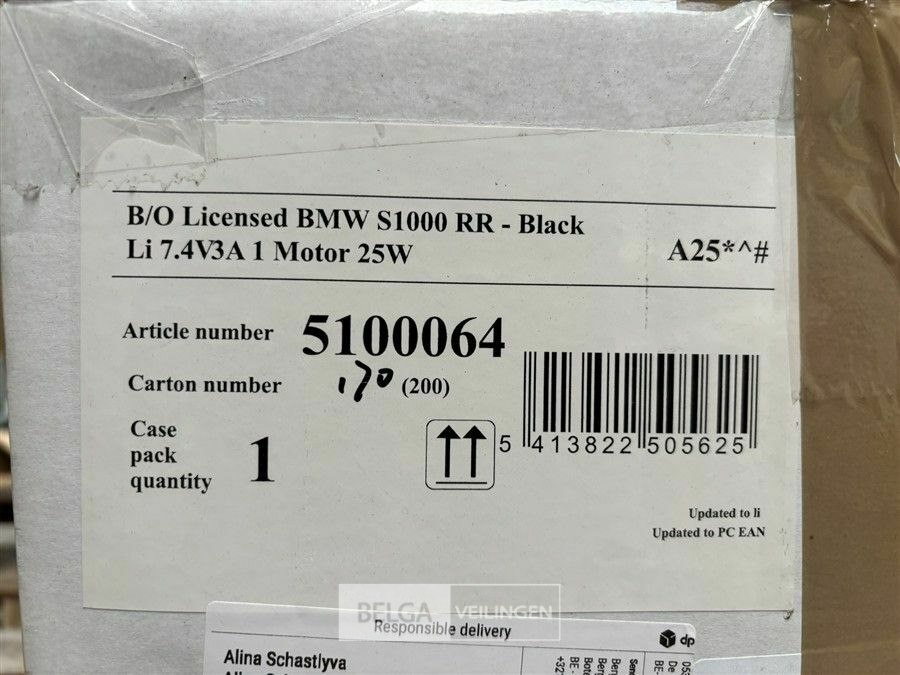 B/O Licensed BMW S1000 RR - Black
Li 7.4V3A 1 Motor 25W
A25*^#
Article number 5100064
Carton number 170 (200)
Case
pack
quantity
1
5 413822 505625
Updated to li
Updated to PC EAN
BELGA VEILINGEN
Responsible delivery
dp
Alina Schastlyva